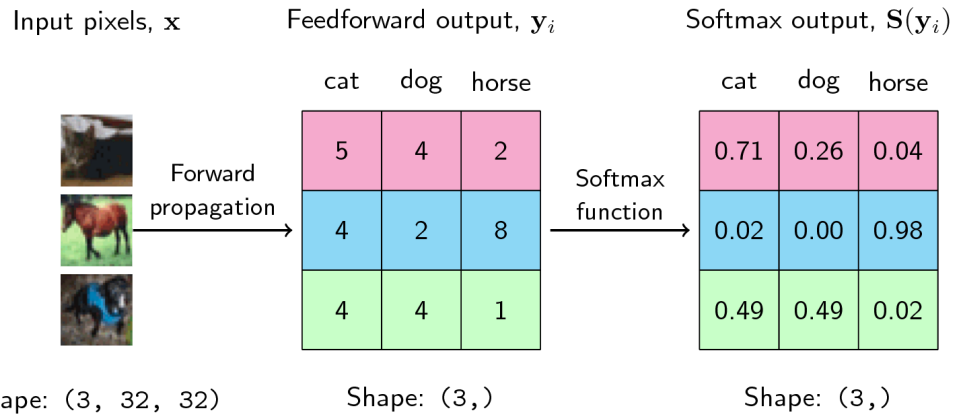 Input pixels, x
Feedforward output, yi
Softmax output, S(yi)
cat dog horse
cat dog horse
5 4 2
0.71 0.26 0.04
Forward
propagation
Softmax
function
4 2 8
0.02 0.00 0.98
4 4 1
0.49 0.49 0.02
ape: (3, 32, 32)
Shape: (3,)
Shape: (3,)